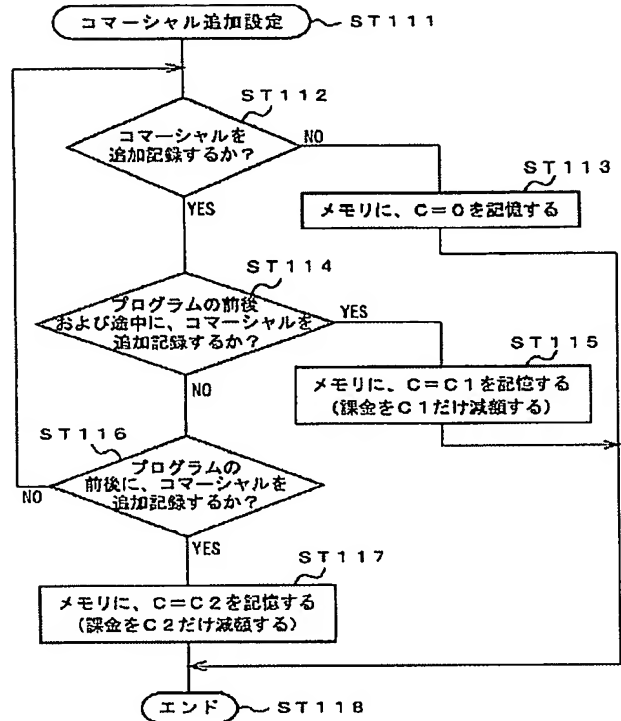 コマーシャル追加設定
ST111
ST112
コマーシャルを
追加記録するか?
NO
ST113
メモリに、C=0を記憶する
YES
ST114
プログラムの前後
および途中に、コマーシャルを
追加記録するか?
YES
ST115
メモリに、C=C1を記憶する
(課金をC1だけ減額する)
NO
ST116
プログラムの
前後に、コマーシャルを
追加記録するか?
NO
YES
ST117
メモリに、C=C2を記憶する
(課金をC2だけ減額する)
エンド
ST118